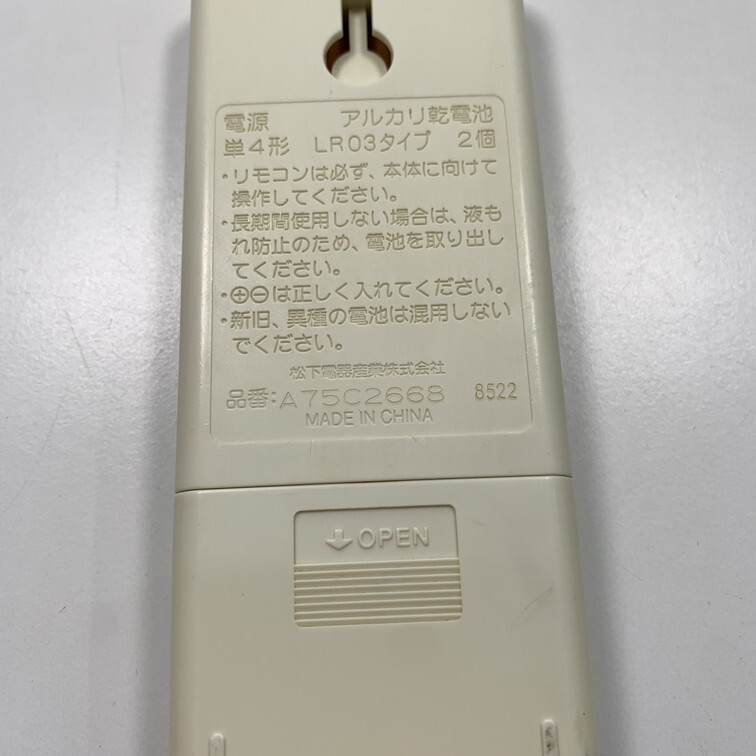 電源 アルカリ乾電池
単4形 LR03タイプ 2個
・リモコンは必ず、本体に向けて
操作してください。
・長期間使用しない場合は、液も
れ防止のため、電池を取り出し
てください。
・⊕⊖は正しく入れてください。
・新旧、異種の電池は混用しない
でください。
松下電器産業株式会社
品番:A75C2668 8522
MADE IN CHINA
↓OPEN